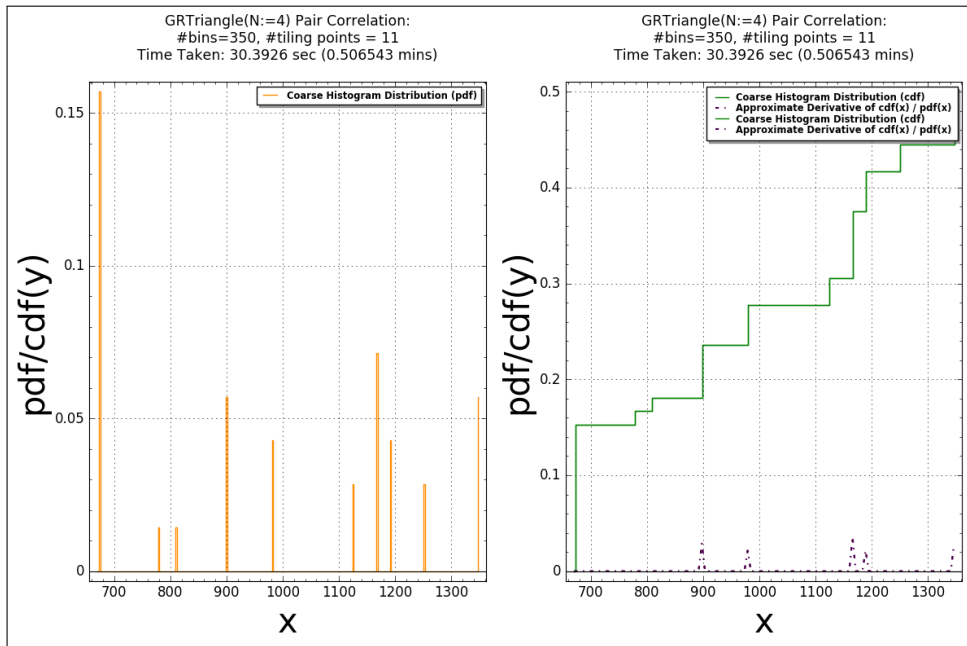 GRTriangle(N:=4) Pair Correlation:
#bins=350, #tiling points = 11
Time Taken: 30.3926 sec (0.506543 mins)
Coarse Histogram Distribution (pdf)
pdf/cdf(y)
0.15
0.1
0.05
0
700 800 900 1000 1100 1200 1300
x
GRTriangle(N:=4) Pair Correlation:
#bins=350, #tiling points = 11
Time Taken: 30.3926 sec (0.506543 mins)
Coarse Histogram Distribution (cdf)
Approximate Derivative of cdf(x) / pdf(x)
Coarse Histogram Distribution (cdf)
Approximate Derivative of cdf(x) / pdf(x)
pdf/cdf(y)
0.5
0.4
0.3
0.2
0.1
0
700 800 900 1000 1100 1200 1300
x